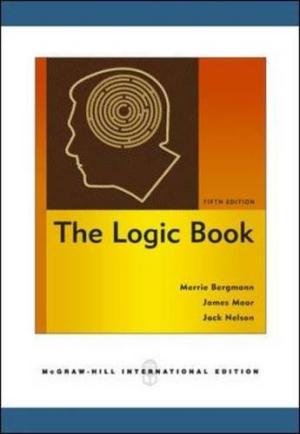 FIFTH EDITION
The Logic Book
Merrie Bergmann
James Moor
Jack Nelson
McGRAW-HILL INTERNATIONAL EDITION